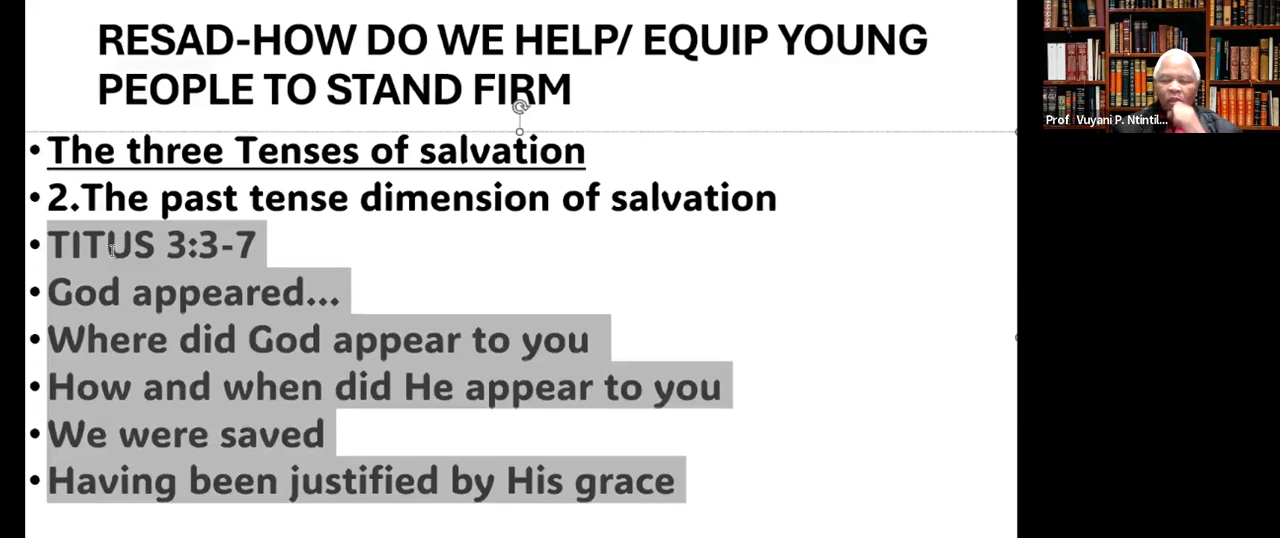 RESAD-HOW DO WE HELP/ EQUIP YOUNG
PEOPLE TO STAND FIRM
• The three Tenses of salvation
• 2.The past tense dimension of salvation
• TITUS 3:3-7
• God appeared...
• Where did God appear to you
• How and when did He appear to you
• We were saved
• Having been justified by His grace
Prof Vuyani P. Ntintil...